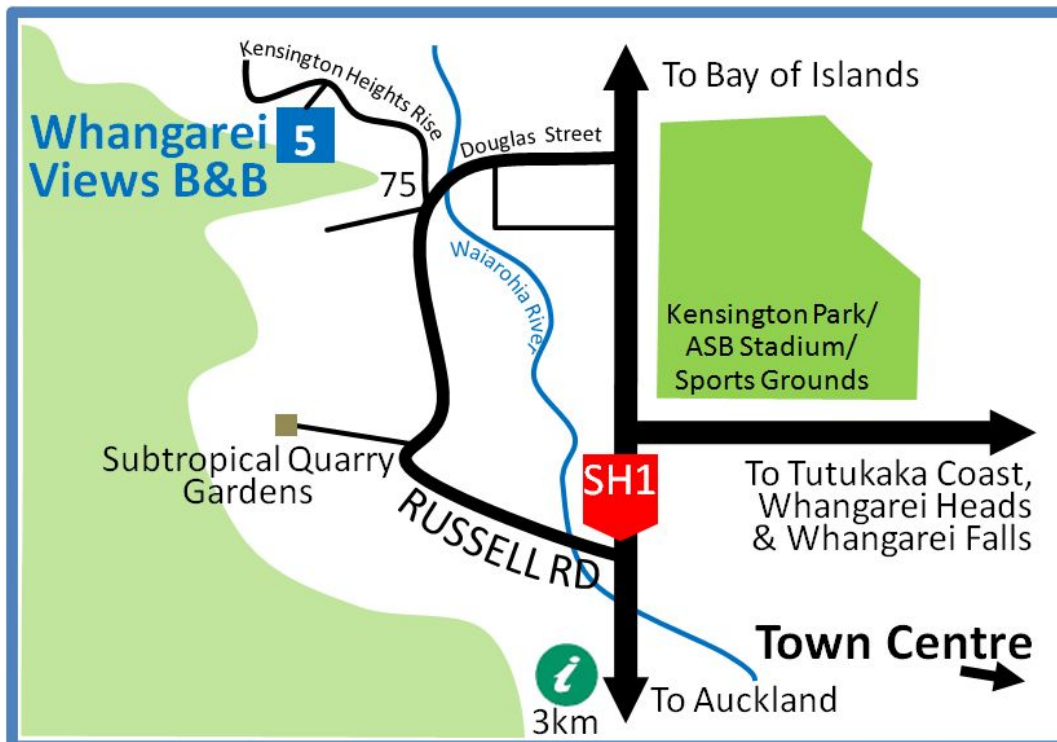 Kensington Heights Rise
To Bay of Islands
Whangarei
Views B&B
5
Douglas Street
75
Waiarohia River
Kensington Park/
ASB Stadium/
Sports Grounds
Subtropical Quarry
Gardens
SH1
To Tutukaka Coast,
Whangarei Heads
& Whangarei Falls
RUSSELL RD
Town Centre
i
3km
To Auckland